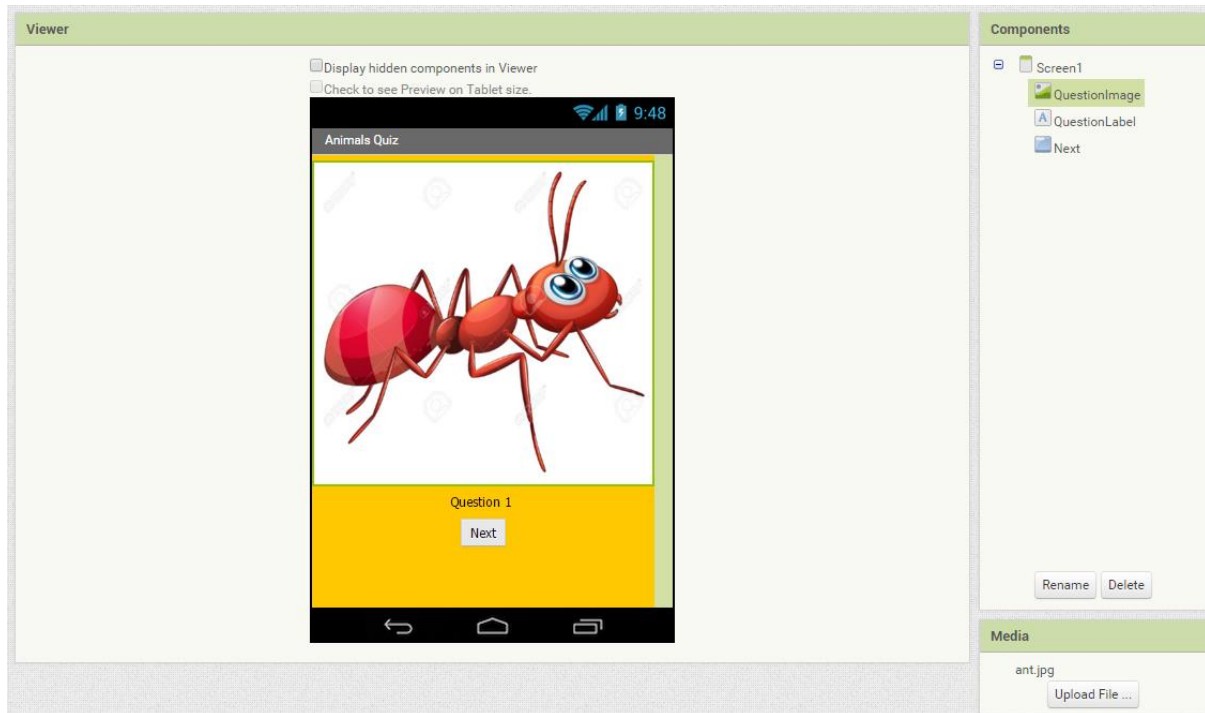 Viewer
Display hidden components in Viewer
Check to see Preview on Tablet size.
9:48
Animals Quiz
Question 1
Next
Components
Screen1
QuestionImage
A QuestionLabel
Next
Rename Delete
Media
ant.jpg
Upload File ...